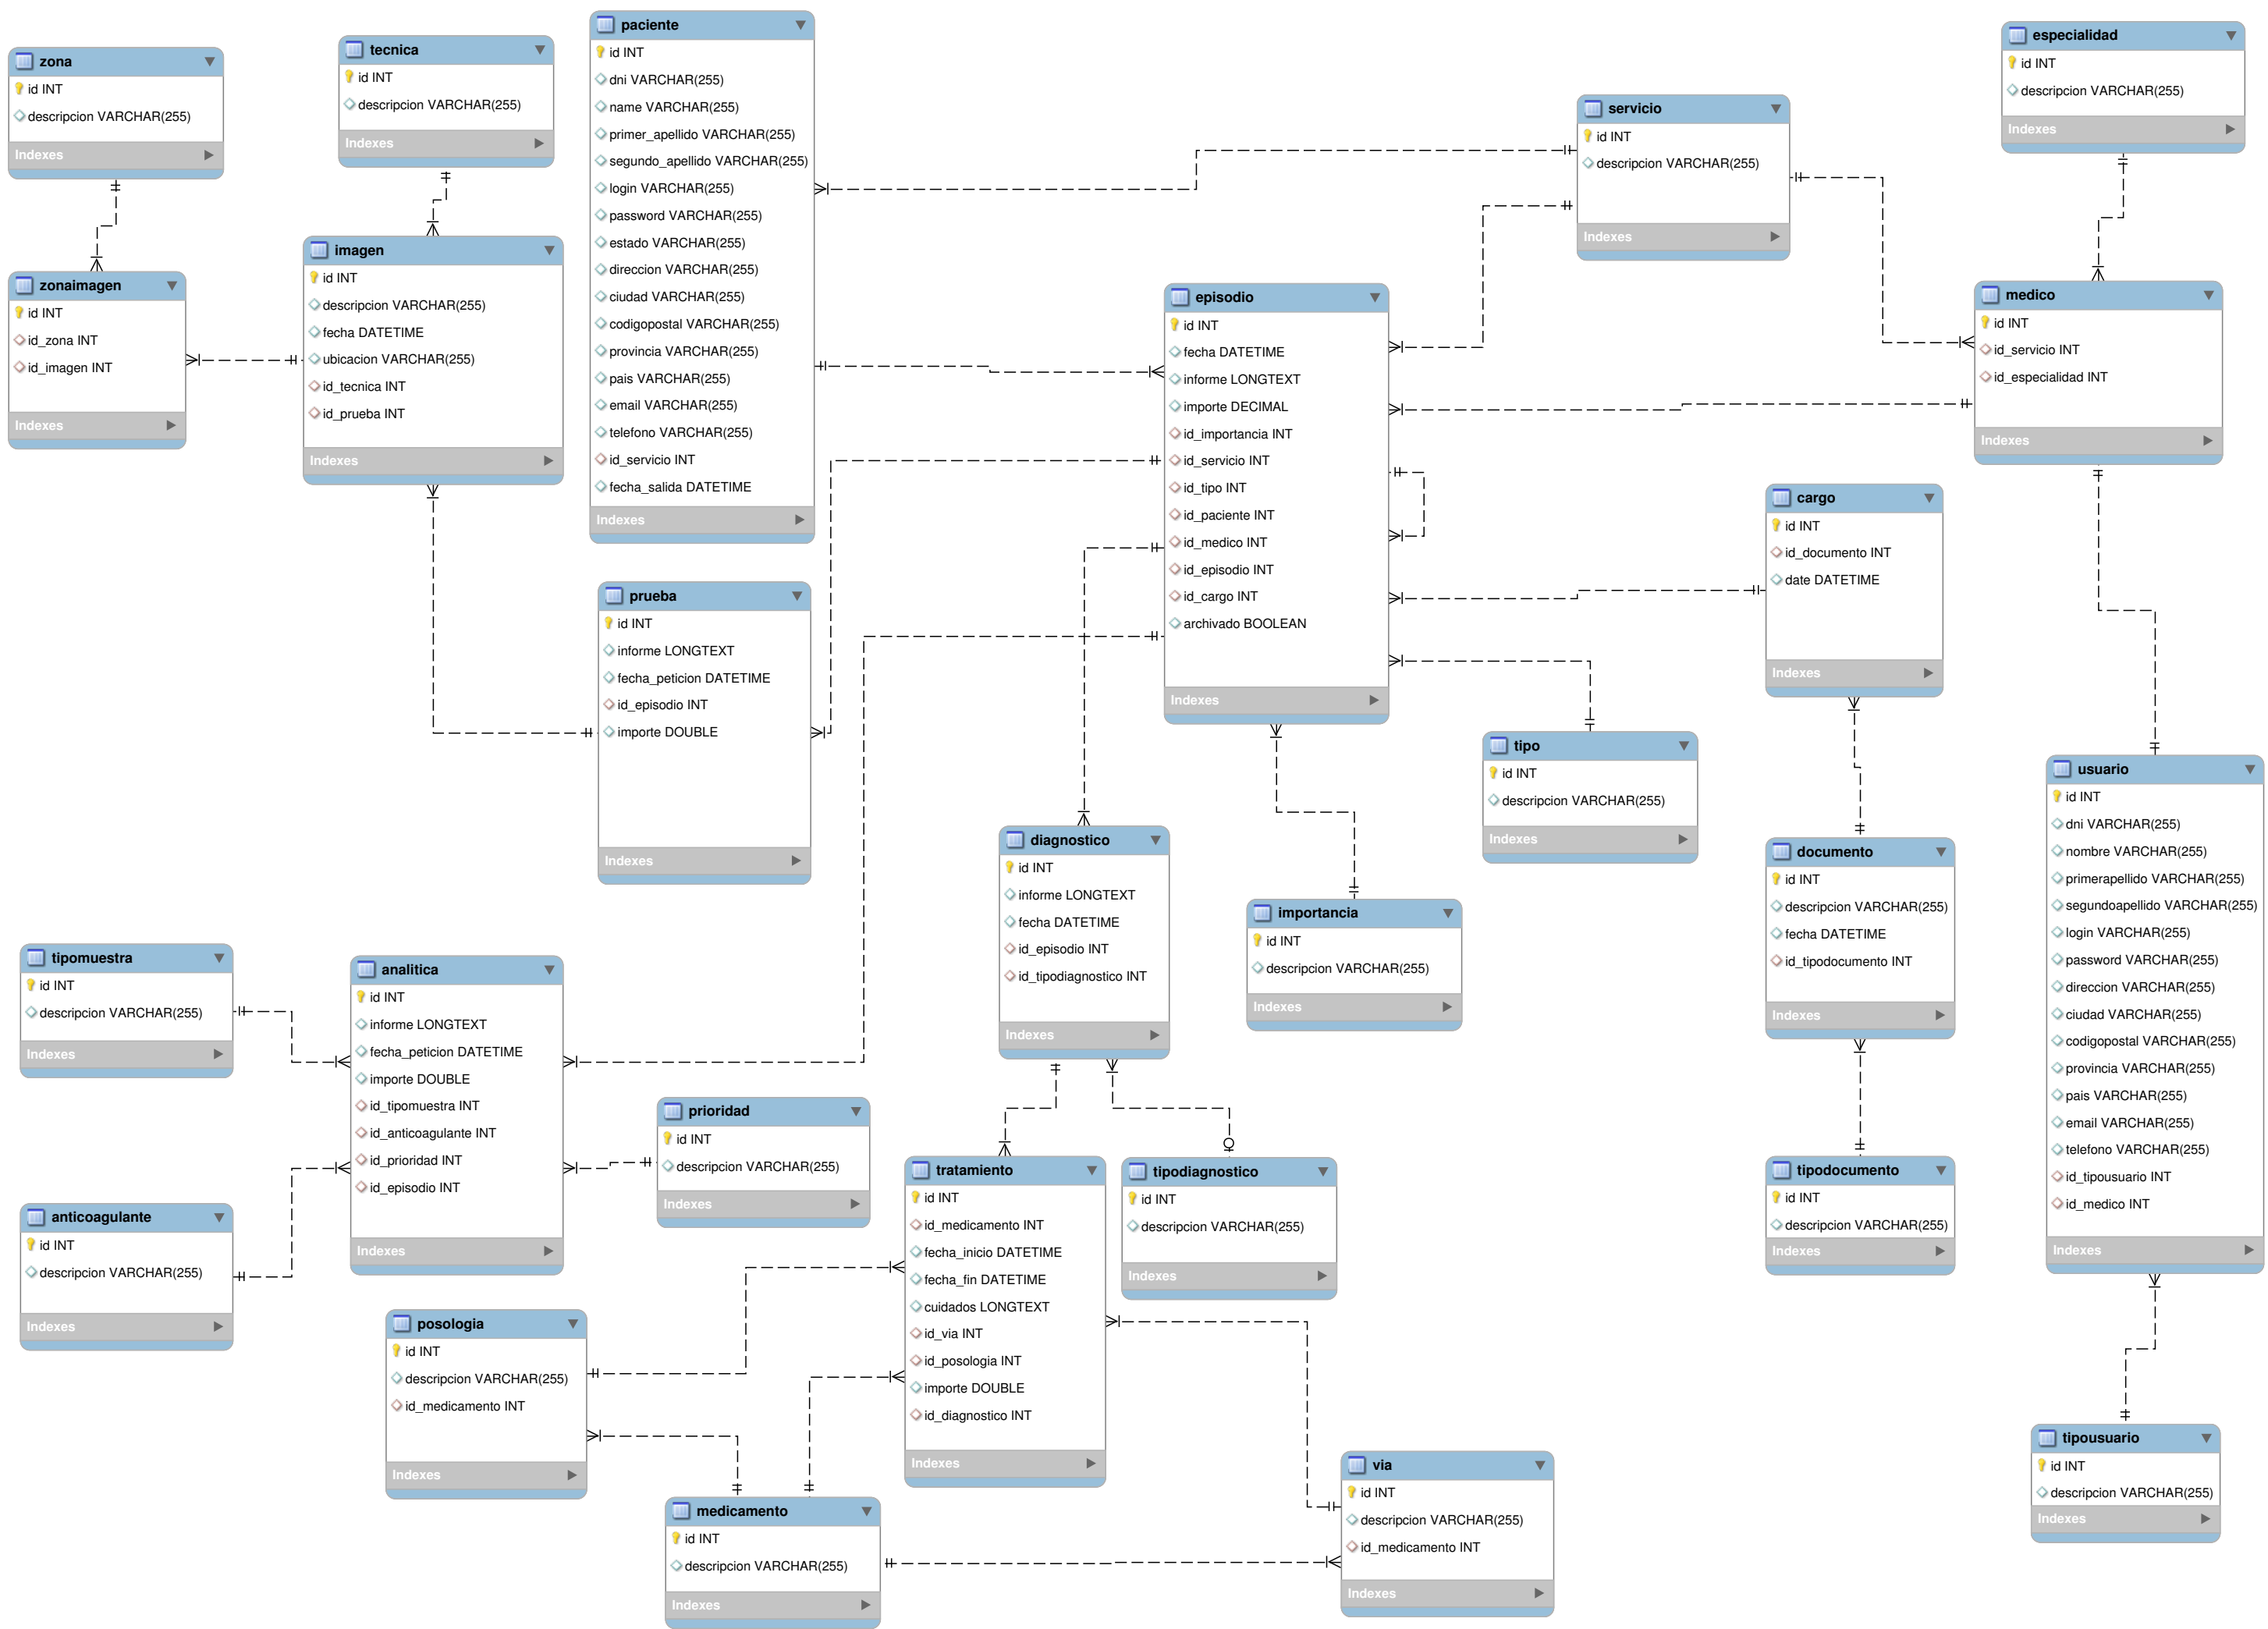 zona
id INT
descripcion VARCHAR(255)
Indexes
tecnica
id INT
descripcion VARCHAR(255)
Indexes
paciente
id INT
dni VARCHAR(255)
name VARCHAR(255)
primer_apellido VARCHAR(255)
segundo_apellido VARCHAR(255)
login VARCHAR(255)
password VARCHAR(255)
estado VARCHAR(255)
direccion VARCHAR(255)
ciudad VARCHAR(255)
codigopostal VARCHAR(255)
provincia VARCHAR(255)
pais VARCHAR(255)
email VARCHAR(255)
telefono VARCHAR(255)
id_servicio INT
fecha_salida DATETIME
Indexes
servicio
id INT
descripcion VARCHAR(255)
Indexes
especialidad
id INT
descripcion VARCHAR(255)
Indexes
zonaimagen
id INT
id_zona INT
id_imagen INT
Indexes
imagen
id INT
descripcion VARCHAR(255)
fecha DATETIME
ubicacion VARCHAR(255)
id_tecnica INT
id_prueba INT
Indexes
episodio
id INT
fecha DATETIME
informe LONGTEXT
importe DECIMAL
id_importancia INT
id_servicio INT
id_tipo INT
id_paciente INT
id_medico INT
id_episodio INT
id_cargo INT
archivado BOOLEAN
Indexes
medico
id INT
id_servicio INT
id_especialidad INT
Indexes
cargo
id INT
id_documento INT
date DATETIME
Indexes
prueba
id INT
informe LONGTEXT
fecha_peticion DATETIME
id_episodio INT
importe DOUBLE
Indexes
tipo
id INT
descripcion VARCHAR(255)
Indexes
usuario
id INT
dni VARCHAR(255)
nombre VARCHAR(255)
primerapellido VARCHAR(255)
segundoapellido VARCHAR(255)
login VARCHAR(255)
password VARCHAR(255)
direccion VARCHAR(255)
ciudad VARCHAR(255)
codigopostal VARCHAR(255)
provincia VARCHAR(255)
pais VARCHAR(255)
email VARCHAR(255)
telefono VARCHAR(255)
id_tipousuario INT
id_medico INT
Indexes
diagnostico
id INT
informe LONGTEXT
fecha DATETIME
id_episodio INT
id_tipodiagnostico INT
Indexes
importancia
id INT
descripcion VARCHAR(255)
Indexes
documento
id INT
descripcion VARCHAR(255)
fecha DATETIME
id_tipodocumento INT
Indexes
tipomuestra
id INT
descripcion VARCHAR(255)
Indexes
analitica
id INT
informe LONGTEXT
fecha_peticion DATETIME
importe DOUBLE
id_tipomuestra INT
id_anticoagulante INT
id_prioridad INT
id_episodio INT
Indexes
prioridad
id INT
descripcion VARCHAR(255)
Indexes
tratamiento
id INT
id_medicamento INT
fecha_inicio DATETIME
fecha_fin DATETIME
cuidados LONGTEXT
id_via INT
id_posologia INT
importe DOUBLE
id_diagnostico INT
Indexes
tipodiagnostico
id INT
descripcion VARCHAR(255)
Indexes
tipodocumento
id INT
descripcion VARCHAR(255)
Indexes
anticoagulante
id INT
descripcion VARCHAR(255)
Indexes
posologia
id INT
descripcion VARCHAR(255)
id_medicamento INT
Indexes
medicamento
id INT
descripcion VARCHAR(255)
Indexes
via
id INT
descripcion VARCHAR(255)
id_medicamento INT
Indexes
tipousuario
id INT
descripcion VARCHAR(255)
Indexes